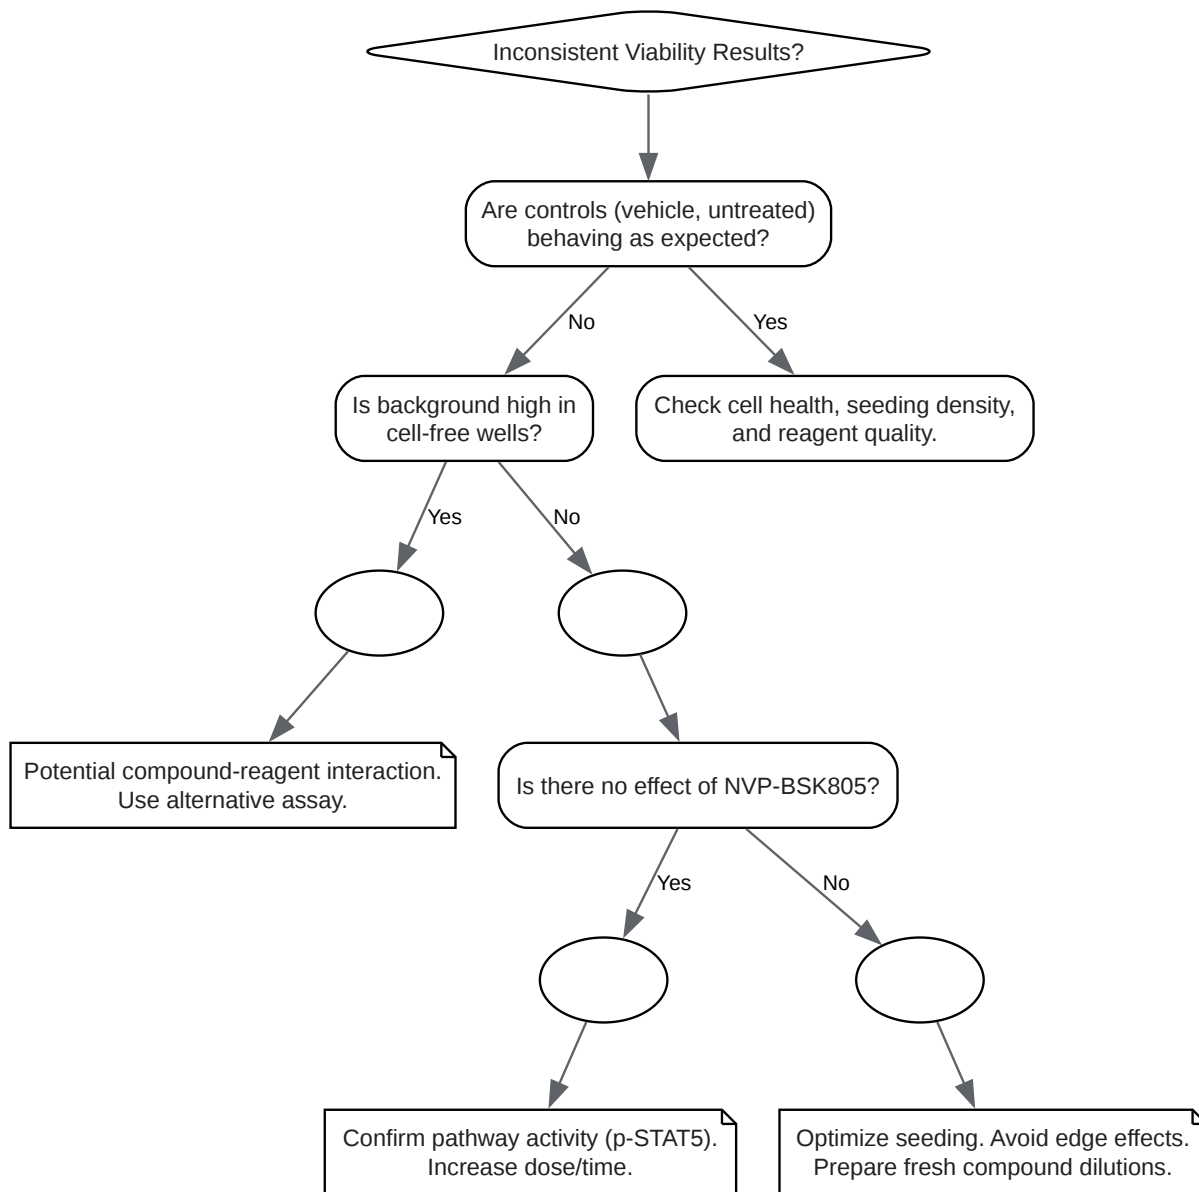 Inconsistent Viability Results?
Are controls (vehicle, untreated)
behaving as expected?
No
Yes
Is background high in
cell-free wells?
Check cell health, seeding density,
and reagent quality.
Yes
No
Potential compound-reagent interaction.
Use alternative assay.
Is there no effect of NVP-BSK805?
Yes
No
Confirm pathway activity (p-STAT5).
Increase dose/time.
Optimize seeding. Avoid edge effects.
Prepare fresh compound dilutions.